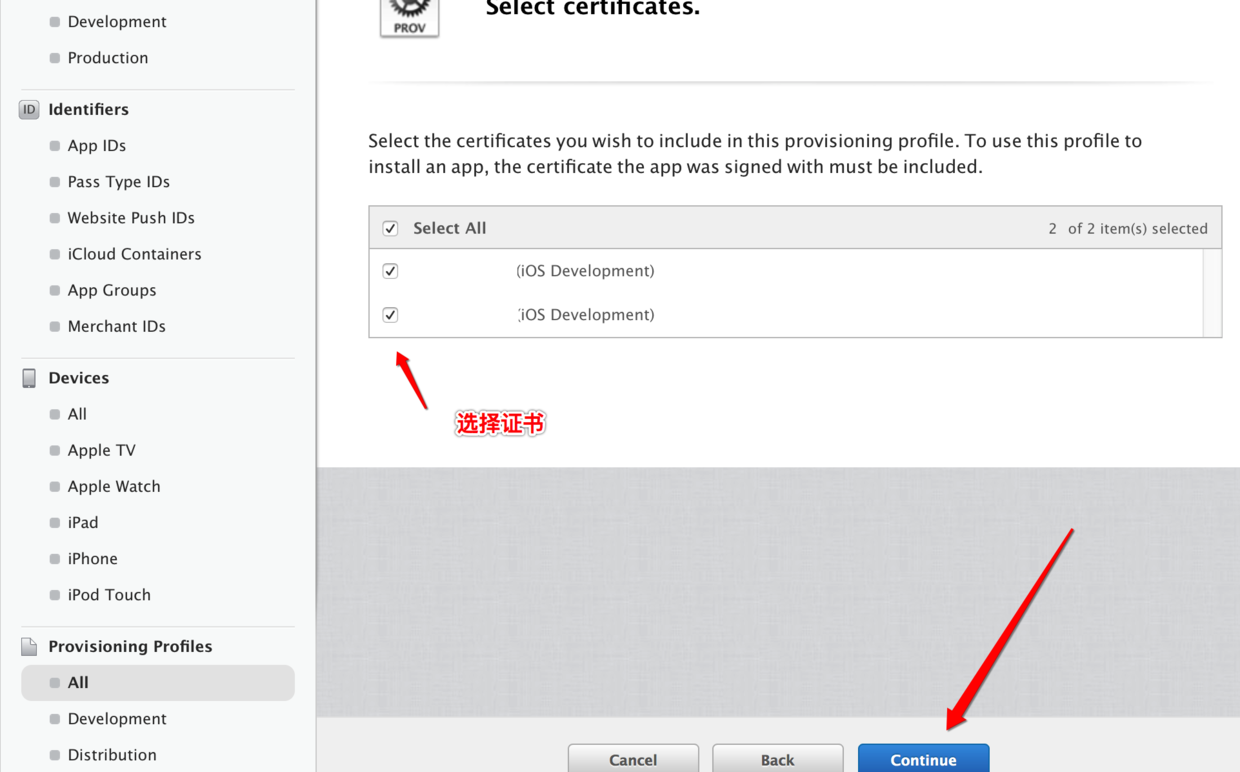 Development
Production
ID Identifiers
App IDs
Pass Type IDs
Website Push IDs
iCloud Containers
App Groups
Merchant IDs
Devices
All
Apple TV
Apple Watch
iPad
iPhone
iPod Touch
Provisioning Profiles
All
Development
Distribution
PROV
Select certificates.
Select the certificates you wish to include in this provisioning profile. To use this profile to
install an app, the certificate the app was signed with must be included.
Select All 2 of 2 item(s) selected
(iOS Development)
(iOS Development)
选择证书
Cancel Back Continue